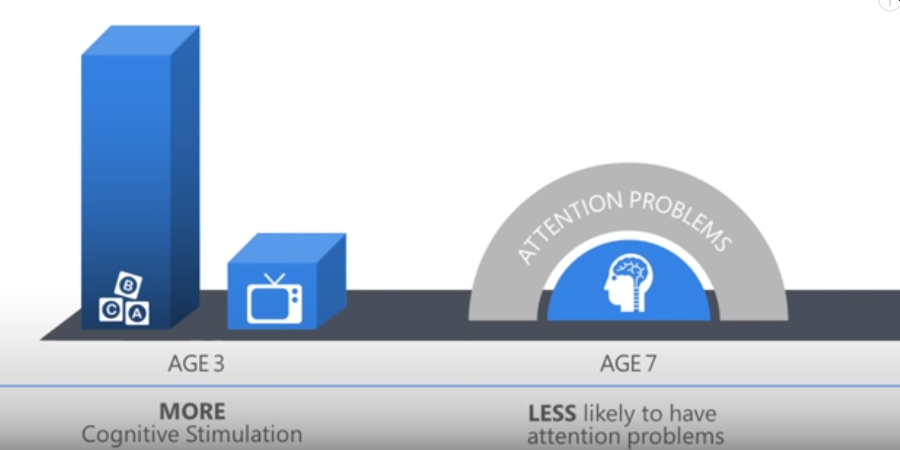 B
C A
ATTENTION PROBLEMS
AGE 3
AGE 7
MORE
Cognitive Stimulation
LESS likely to have
attention problems